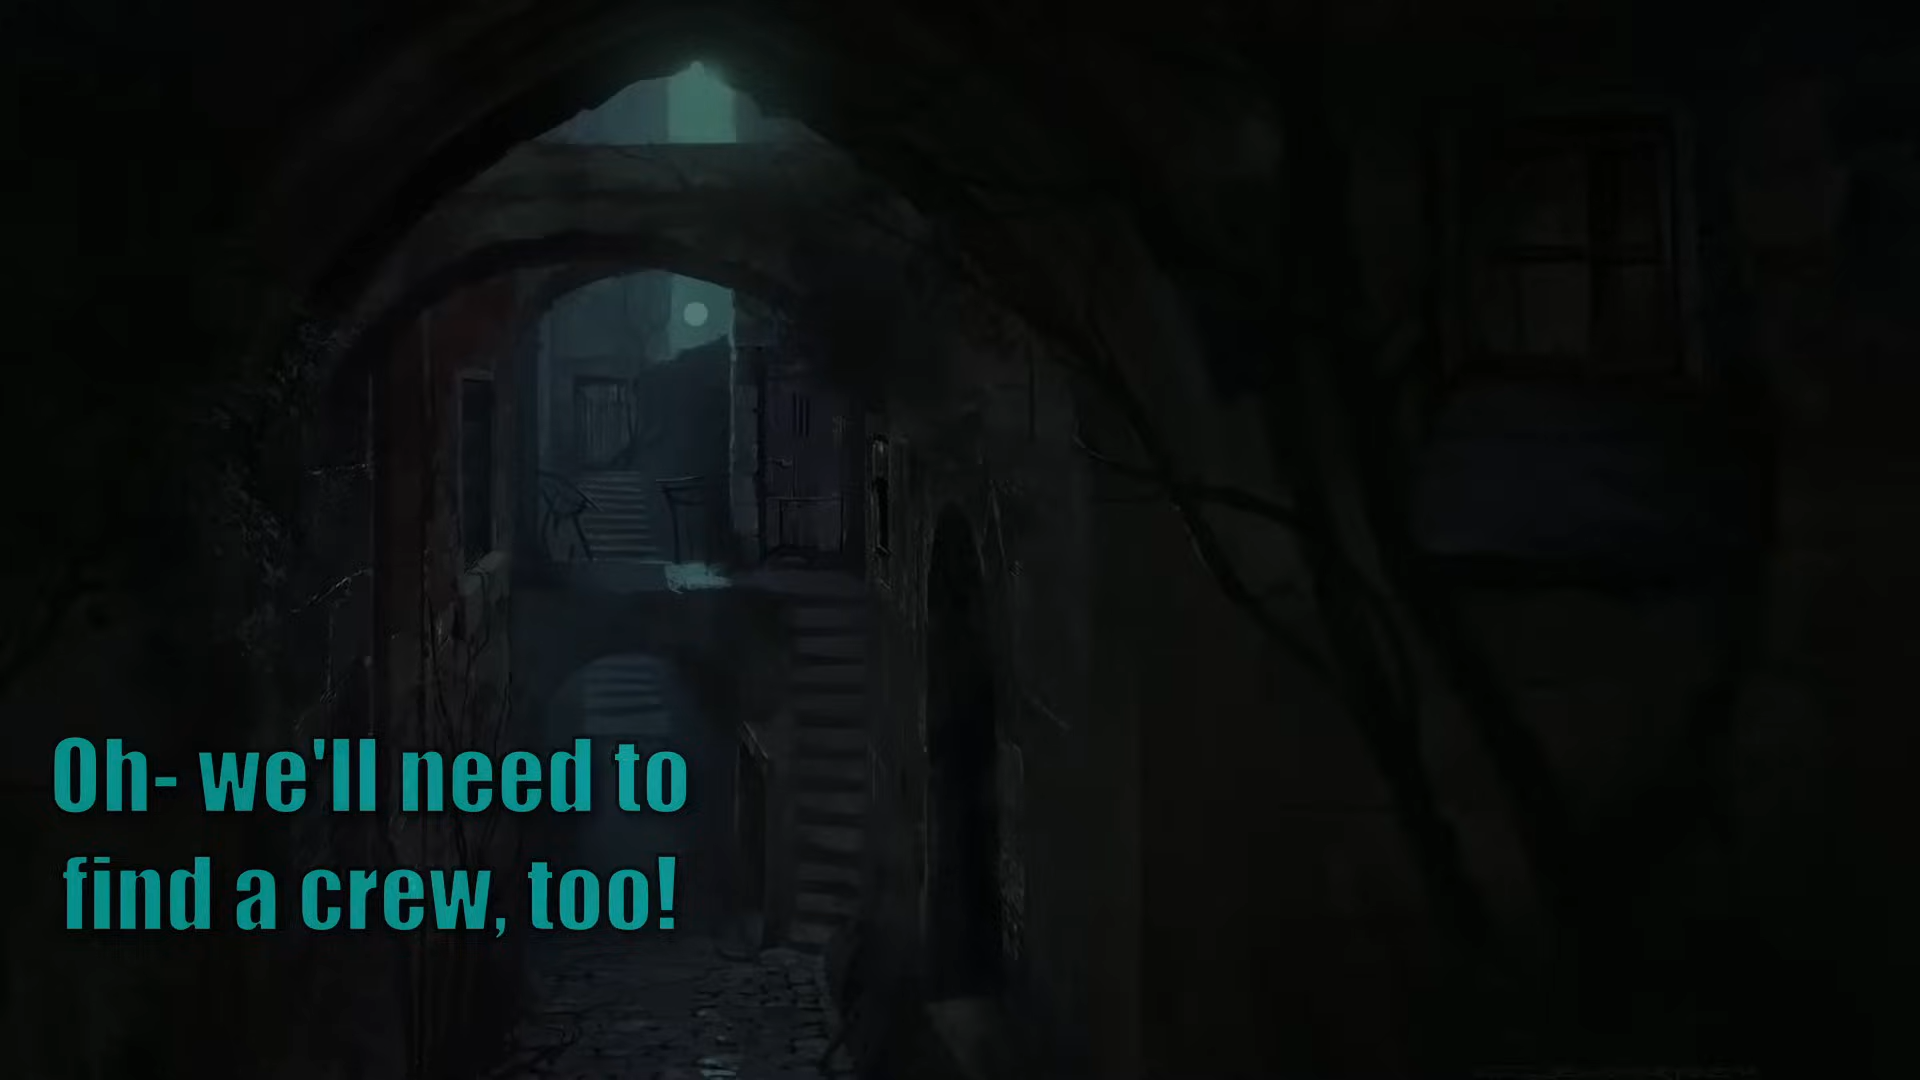 Oh- we'll need to
find a crew, too!